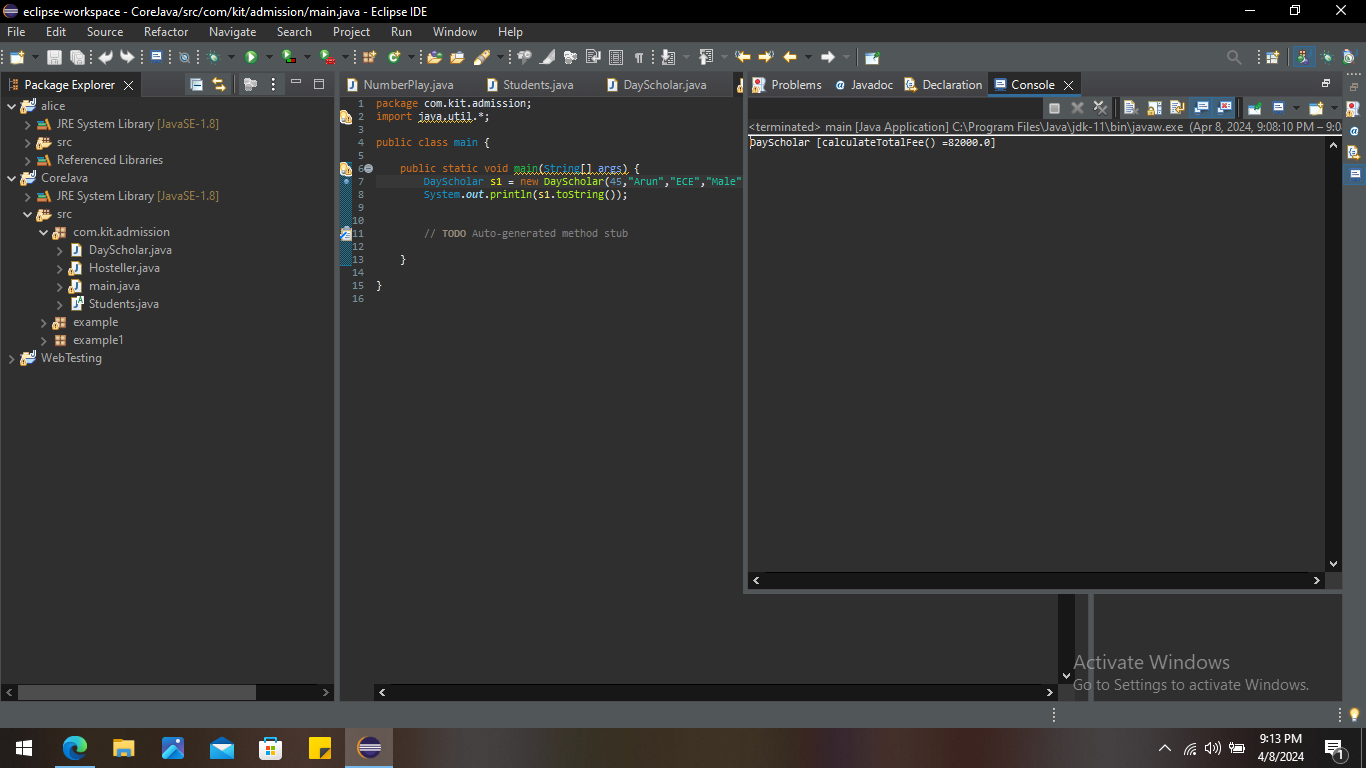 eclipse-workspace - CoreJava/src/com/kit/admission/main.java - Eclipse IDE
File Edit Source Refactor Navigate Search Project Run Window Help
Package Explorer
alice
JRE System Library [JavaSE-1.8]
src
Referenced Libraries
CoreJava
JRE System Library [JavaSE-1.8]
src
com.kit.admission
DayScholar.java
Hosteller.java
main.java
Students.java
example
example1
WebTesting
NumberPlay.java Students.java DayScholar.java
1 package com.kit.admission;
2 import java.util.*;
3
4 public class main {
5
6 public static void main(String[] args) {
7 DayScholar s1 = new DayScholar(45,"Arun","ECE","Male"
8 System.out.println(s1.toString());
9
10
11 // TODO Auto-generated method stub
12
13 }
14
15 }
16
Problems Javadoc Declaration Console
<terminated> main [Java Application] C:\Program Files\Java\jdk-11\bin\javaw.exe (Apr 8, 2024, 9:08:10 PM – 9:0
DayScholar [calculateTotalFee() =82000.0]
Activate Windows
Go to Settings to activate Windows.
9:13 PM
4/8/2024
1